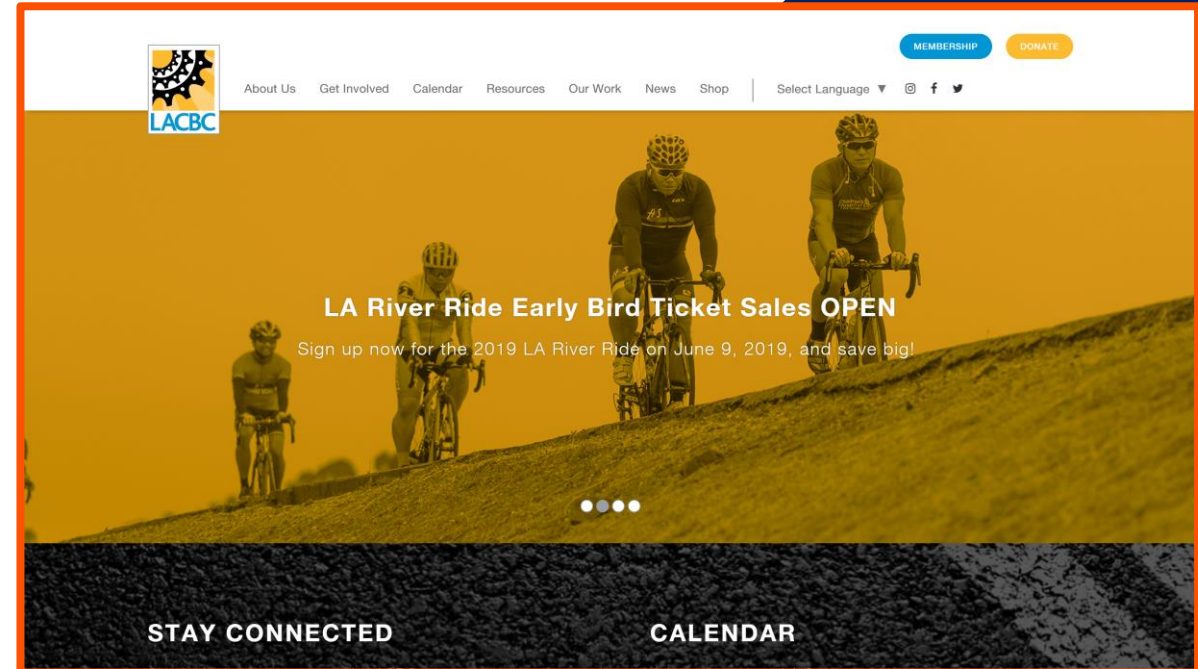 MEMBERSHIP
DONATE
LACBC
About Us
Get Involved
Calendar
Resources
Our Work
News
Shop
Select Language ▼
LA River Ride Early Bird Ticket Sales OPEN
Sign up now for the 2019 LA River Ride on June 9, 2019, and save big!
STAY CONNECTED
CALENDAR